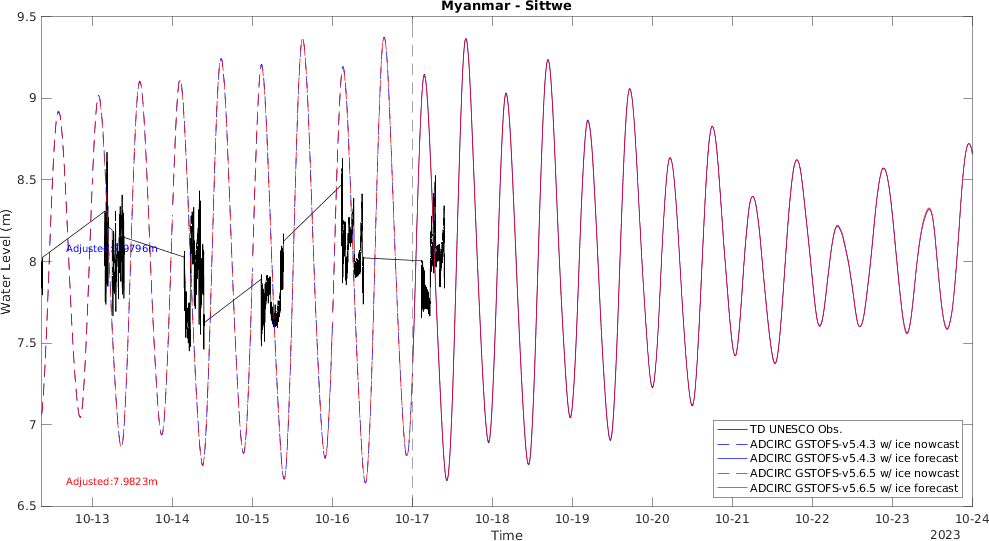 Myanmar - Sittwe
9.5
9
8.5
8
7.5
7
6.5
Water Level (m)
Adjusted:7.9796m
Adjusted:7.9823m
TD UNESCO Obs.
ADCIRC GSTOFS-v5.4.3 w/ ice nowcast
ADCIRC GSTOFS-v5.4.3 w/ ice forecast
ADCIRC GSTOFS-v5.6.5 w/ ice nowcast
ADCIRC GSTOFS-v5.6.5 w/ ice forecast
10-13 10-14 10-15 10-16 10-17 10-18 10-19 10-20 10-21 10-22 10-23 10-24
Time
2023